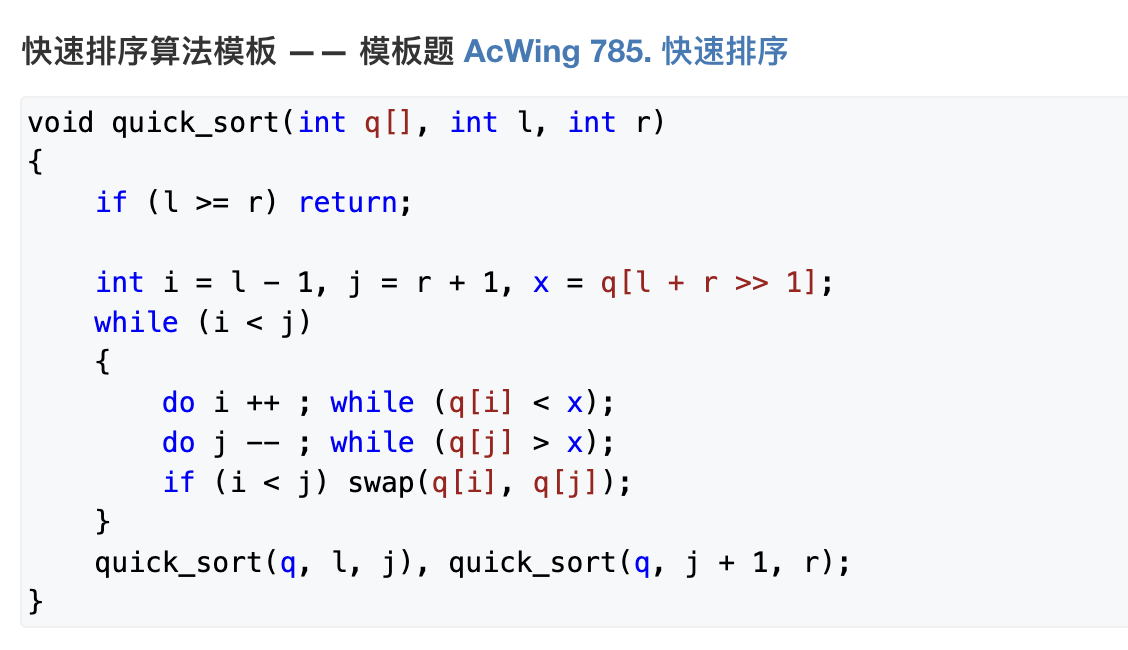 快速排序算法模板 —— 模板题 AcWing 785. 快速排序
void quick_sort(int q[], int l, int r)
{
    if (l >= r) return;

    int i = l - 1, j = r + 1, x = q[l + r >> 1];
    while (i < j)
    {
        do i ++ ; while (q[i] < x);
        do j -- ; while (q[j] > x);
        if (i < j) swap(q[i], q[j]);
    }
    quick_sort(q, l, j), quick_sort(q, j + 1, r);
}